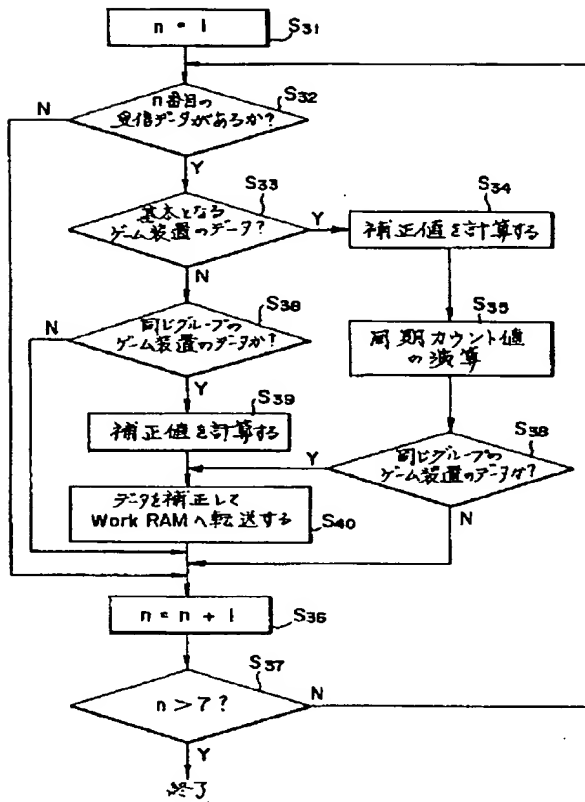 n = 1
S31
n番目の
受信データがあるか?
S32
N
Y
基本となる
ゲーム装置のデータ?
S33
Y
N
補正値を計算する
S34
同期カウント値
の演算
S35
同じグループの
ゲーム装置のデータか?
S38
N
Y
補正値を計算する
S39
同じグループの
ゲーム装置のデータか?
S38
Y
N
データを補正して
Work RAMへ転送する
S40
n = n + 1
S36
n > 7 ?
S37
N
Y
終了